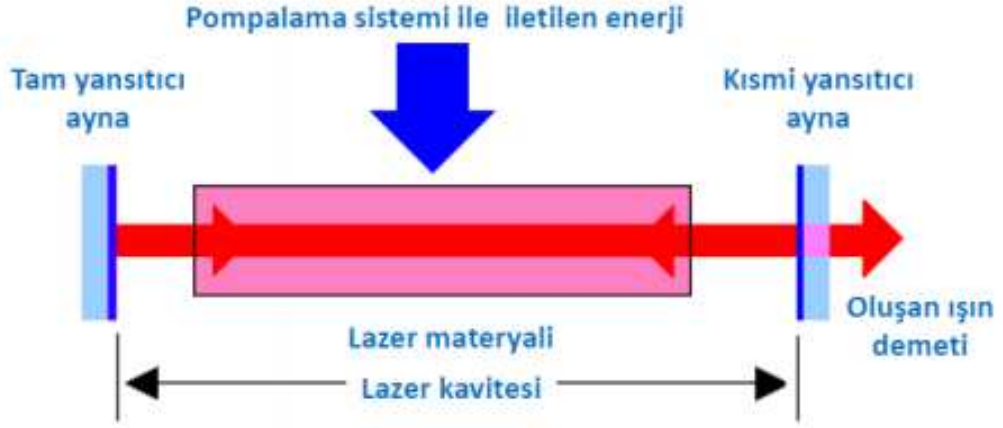 Pompalama sistemi ile iletilen enerji
Tam yansıtıcı
ayna
Kısmi yansıtıcı
ayna
Oluşan ışın
demeti
Lazer materyali
Lazer kavitesi